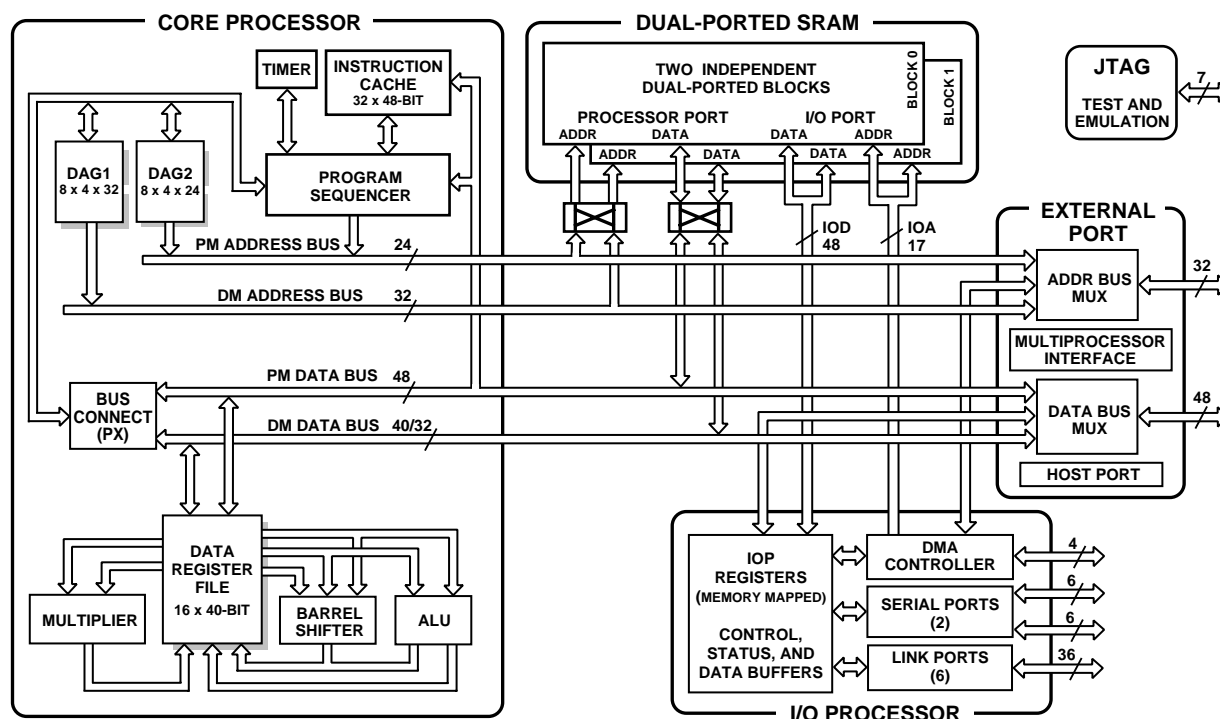 CORE PROCESSOR
TIMER
INSTRUCTION
CACHE
32 x 48-BIT
DAG1
8 x 4 x 32
DAG2
8 x 4 x 24
PROGRAM
SEQUENCER
PM ADDRESS BUS 24
DM ADDRESS BUS 32
BUS
CONNECT
(PX)
PM DATA BUS 48
DM DATA BUS 40/32
DATA
REGISTER
FILE
16 x 40-BIT
MULTIPLIER
BARREL
SHIFTER
ALU
DUAL-PORTED SRAM
TWO INDEPENDENT
DUAL-PORTED BLOCKS
BLOCK 0
BLOCK 1
PROCESSOR PORT
I/O PORT
ADDR DATA DATA ADDR
ADDR DATA DATA ADDR
IOD
48
IOA
17
JTAG
TEST AND
EMULATION
7
EXTERNAL
PORT
ADDR BUS
MUX
32
MULTIPROCESSOR
INTERFACE
DATA BUS
MUX
48
HOST PORT
IOP
REGISTERS
(MEMORY MAPPED)
CONTROL,
STATUS, AND
DATA BUFFERS
DMA
CONTROLLER
4
SERIAL PORTS
(2)
6
6
LINK PORTS
(6)
36
I/O PROCESSOR